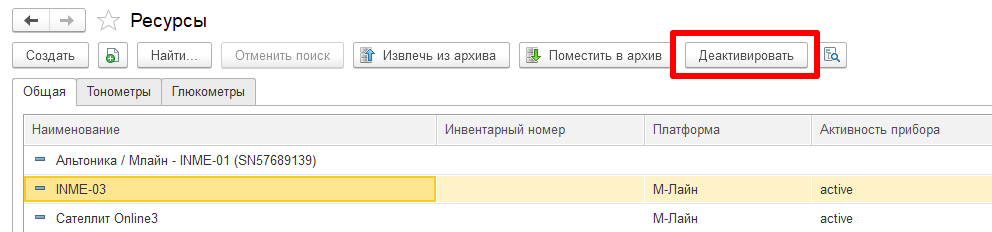 Ресурсы
Создать Найти... Отменить поиск Извлечь из архива Поместить в архив Деактивировать
Общая Тонометры Глюкометры
Наименование Инвентарный номер Платформа Активность прибора
Альтоника / Млайн - INME-01 (SN57689139)
INME-03 М-Лайн active
Сателлит Online3 М-Лайн active